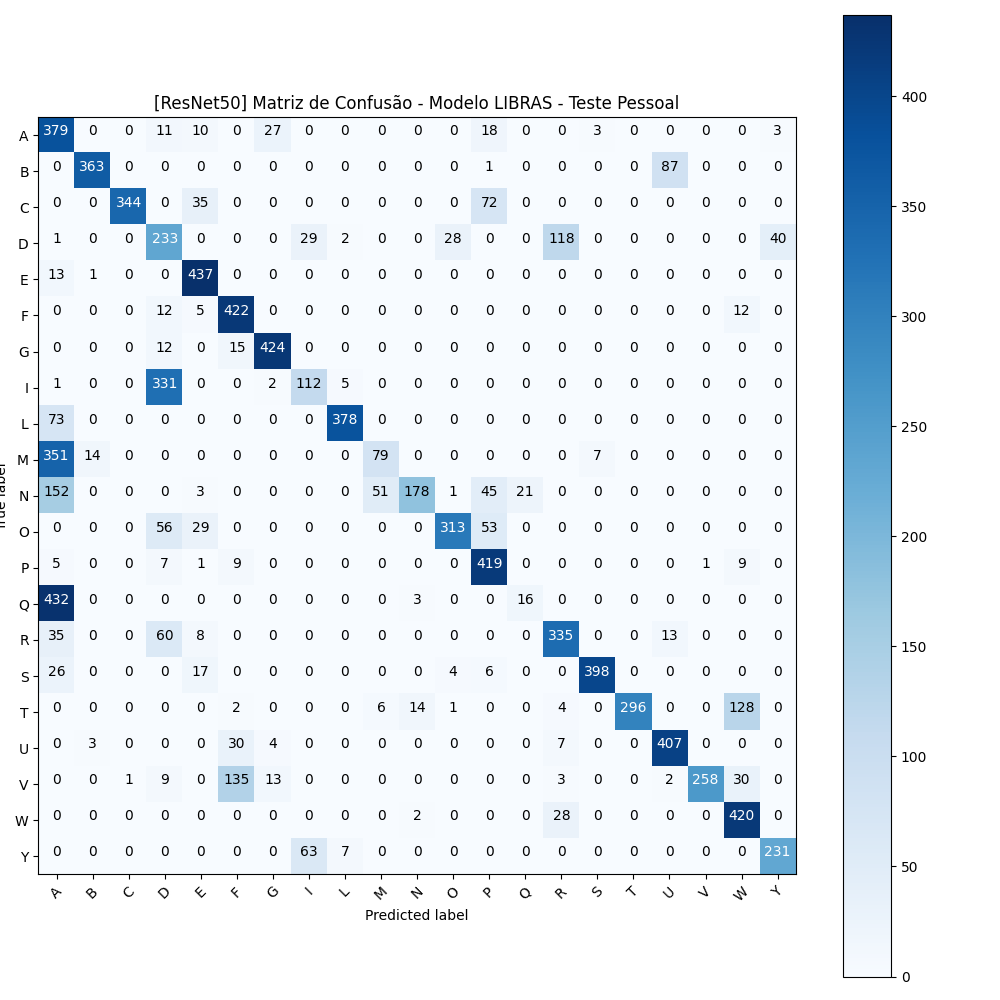 [ResNet50] Matriz de Confusão - Modelo LIBRAS - Teste Pessoal
A 379 0 0 11 10 0 27 0 0 0 0 0 18 0 0 3 0 0 0 0 3
B 0 363 0 0 0 0 0 0 0 0 0 0 1 0 0 0 0 87 0 0 0
C 0 0 344 0 35 0 0 0 0 0 0 0 72 0 0 0 0 0 0 0 0
D 1 0 0 233 0 0 0 29 2 0 0 28 0 0 118 0 0 0 0 0 40
E 13 1 0 0 437 0 0 0 0 0 0 0 0 0 0 0 0 0 0 0 0
F 0 0 0 12 5 422 0 0 0 0 0 0 0 0 0 0 0 0 0 12 0
G 0 0 0 12 0 15 424 0 0 0 0 0 0 0 0 0 0 0 0 0 0
I 1 0 0 331 0 0 2 112 5 0 0 0 0 0 0 0 0 0 0 0 0
L 73 0 0 0 0 0 0 0 378 0 0 0 0 0 0 0 0 0 0 0 0
M 351 14 0 0 0 0 0 0 0 79 0 0 0 0 0 7 0 0 0 0 0
N 152 0 0 0 3 0 0 0 0 51 178 1 45 21 0 0 0 0 0 0 0
O 0 0 0 56 29 0 0 0 0 0 0 313 53 0 0 0 0 0 0 0 0
P 5 0 0 7 1 9 0 0 0 0 0 0 419 0 0 0 0 0 1 9 0
Q 432 0 0 0 0 0 0 0 0 0 3 0 0 16 0 0 0 0 0 0 0
R 35 0 0 60 8 0 0 0 0 0 0 0 0 0 335 0 0 13 0 0 0
S 26 0 0 0 17 0 0 0 0 0 0 4 6 0 0 398 0 0 0 0 0
T 0 0 0 0 0 2 0 0 0 6 14 1 0 0 4 0 296 0 0 128 0
U 0 3 0 0 0 30 4 0 0 0 0 0 0 0 7 0 0 407 0 0 0
V 0 0 1 9 0 135 13 0 0 0 0 0 0 0 3 0 0 2 258 30 0
W 0 0 0 0 0 0 0 0 0 0 2 0 0 0 28 0 0 0 0 420 0
Y 0 0 0 0 0 0 0 63 7 0 0 0 0 0 0 0 0 0 0 0 231
A B C D E F G I L M N O P Q R S T U V W Y
Predicted label
400
350
300
250
200
150
100
50
0